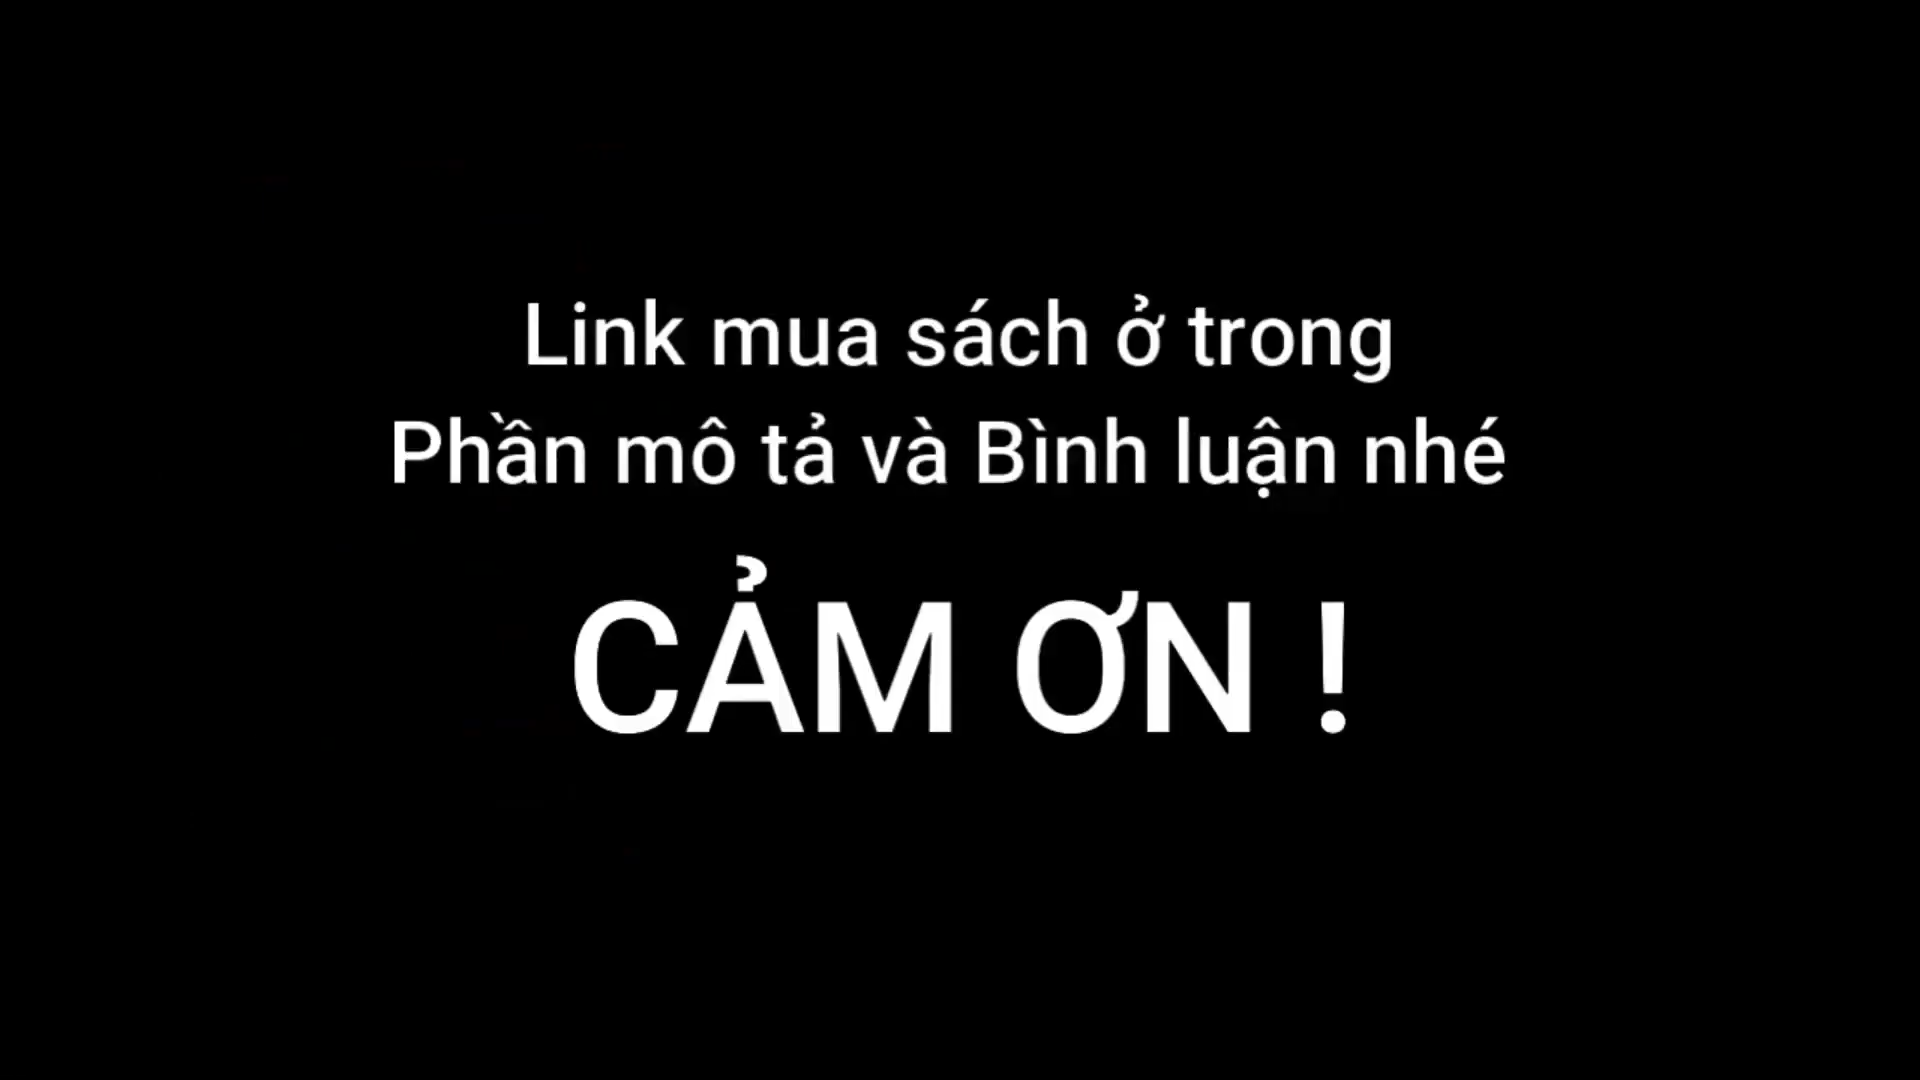 Link mua sách ở trong
Phần mô tả và Bình luận nhé
CẢM ƠN !